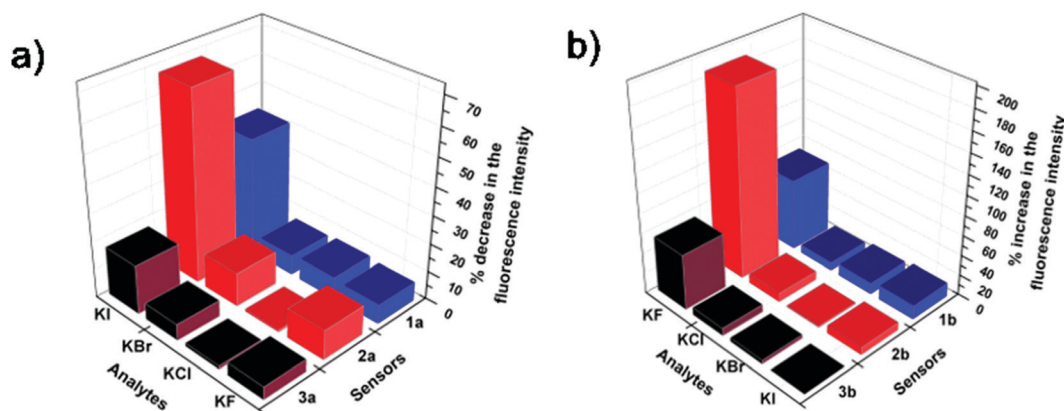 a)
70
60
50
40
30
20
10
0
% decrease in the
fluorescence intensity
KI
KBr
KCl
KF
Analytes
3a
2a
1a
Sensors
b)
200
180
160
140
120
100
80
60
40
20
0
% increase in the
fluorescence intensity
KF
KCl
KBr
KI
Analytes
3b
2b
1b
Sensors